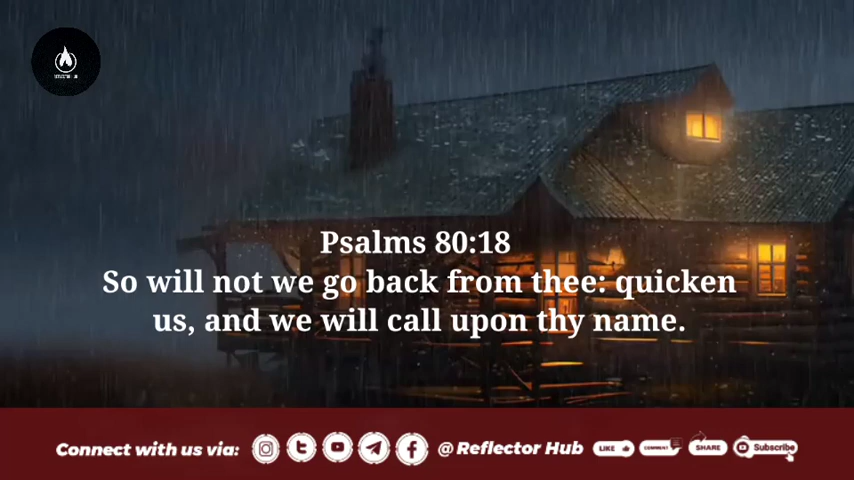 Psalms 80:18
So will not we go back from thee: quicken
us, and we will call upon thy name.
Connect with us via: @Reflector Hub LIKE COMMENT SHARE Subscribe